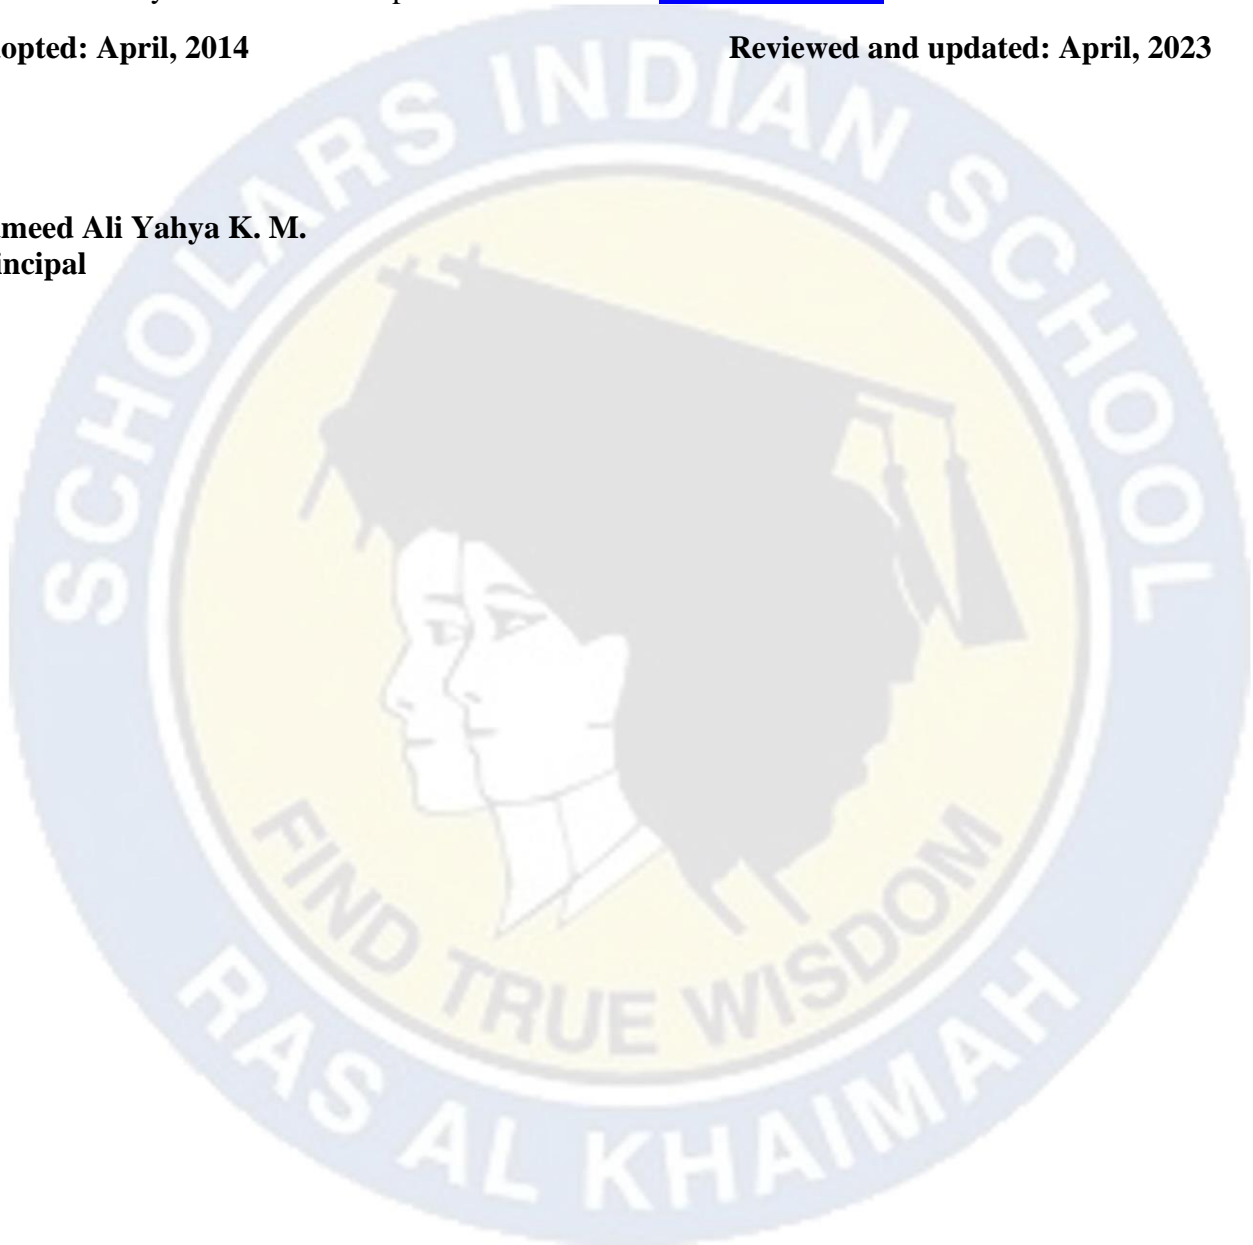 opted: April, 2014 Reviewed and updated: April, 2023
meed Ali Yahya K. M.
incipal
SCHOLARS INDIAN SCHOOL
FIND TRUE WISDOM
RAS AL KHAIMAH